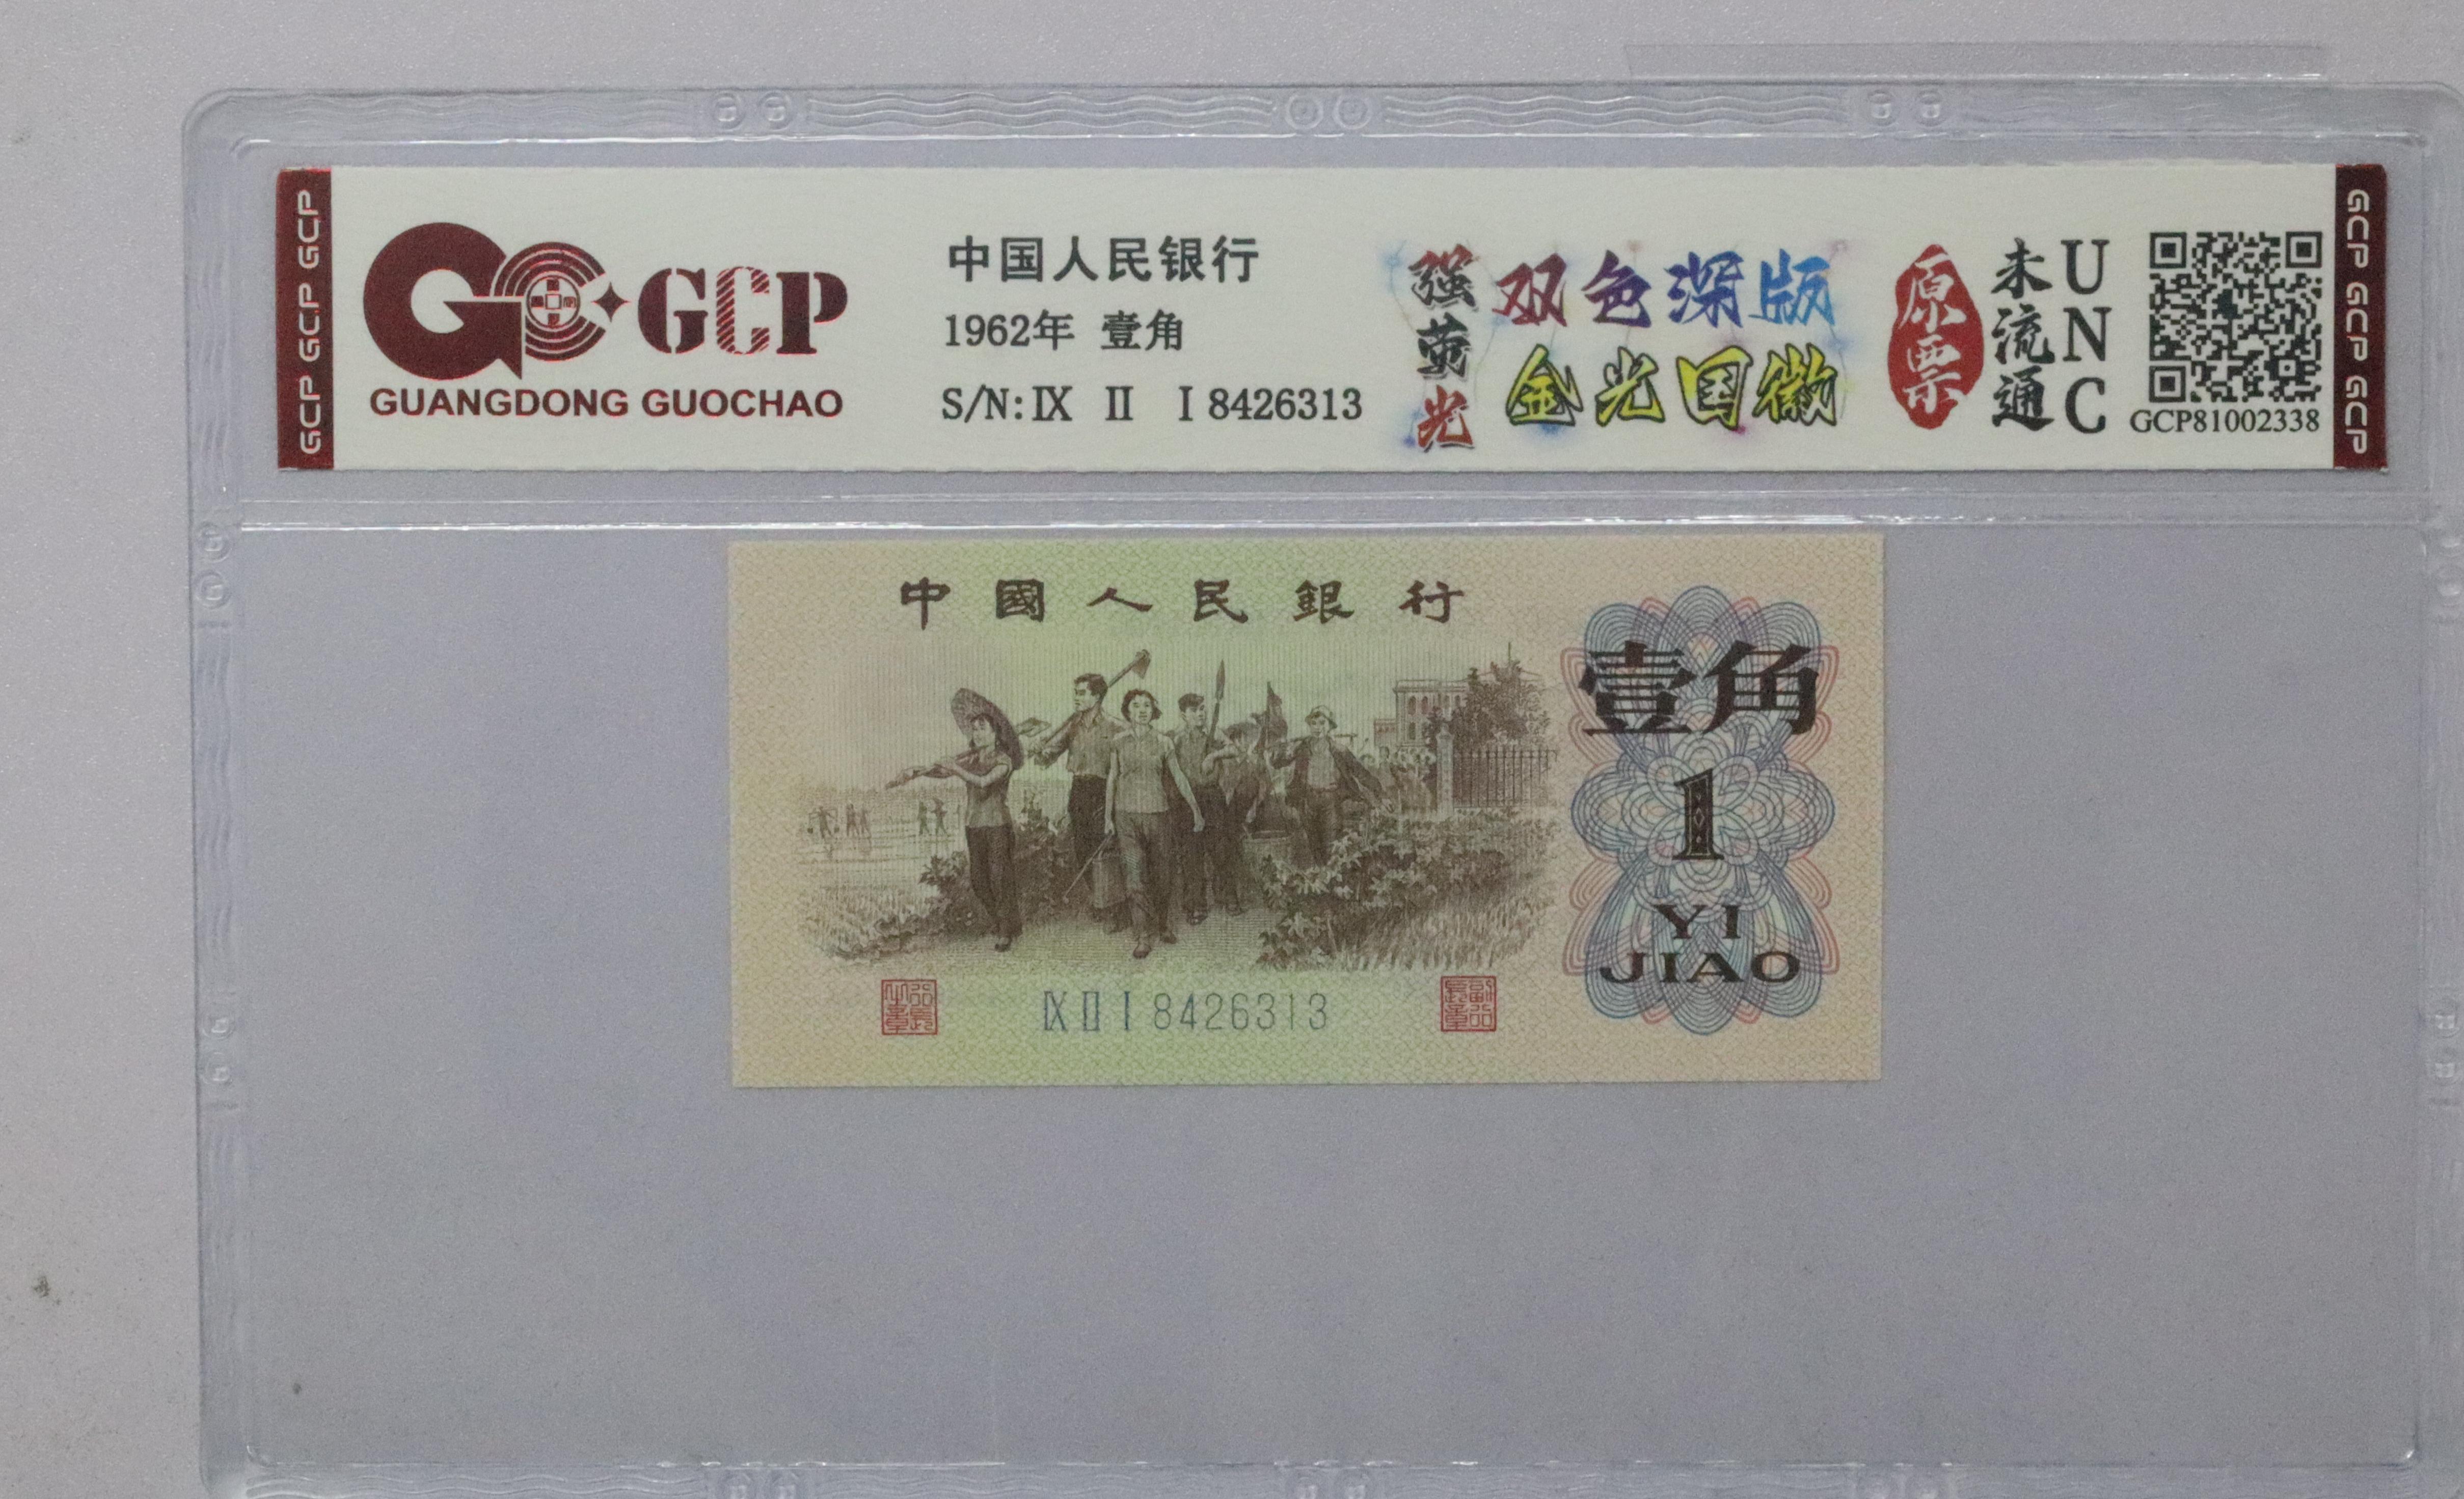 GCP GCP GCP
GCP
GUANGDONG GUOCHAO
中国人民银行
1962年 壹角
S/N: IX II I 8426313
强荧光
双色深版
金光国徽
原票
未流通
UNC
GCP81002338
GCP GCP GCP
中國人民銀行
壹角
1
YI
JIAO
IX II I 8426313